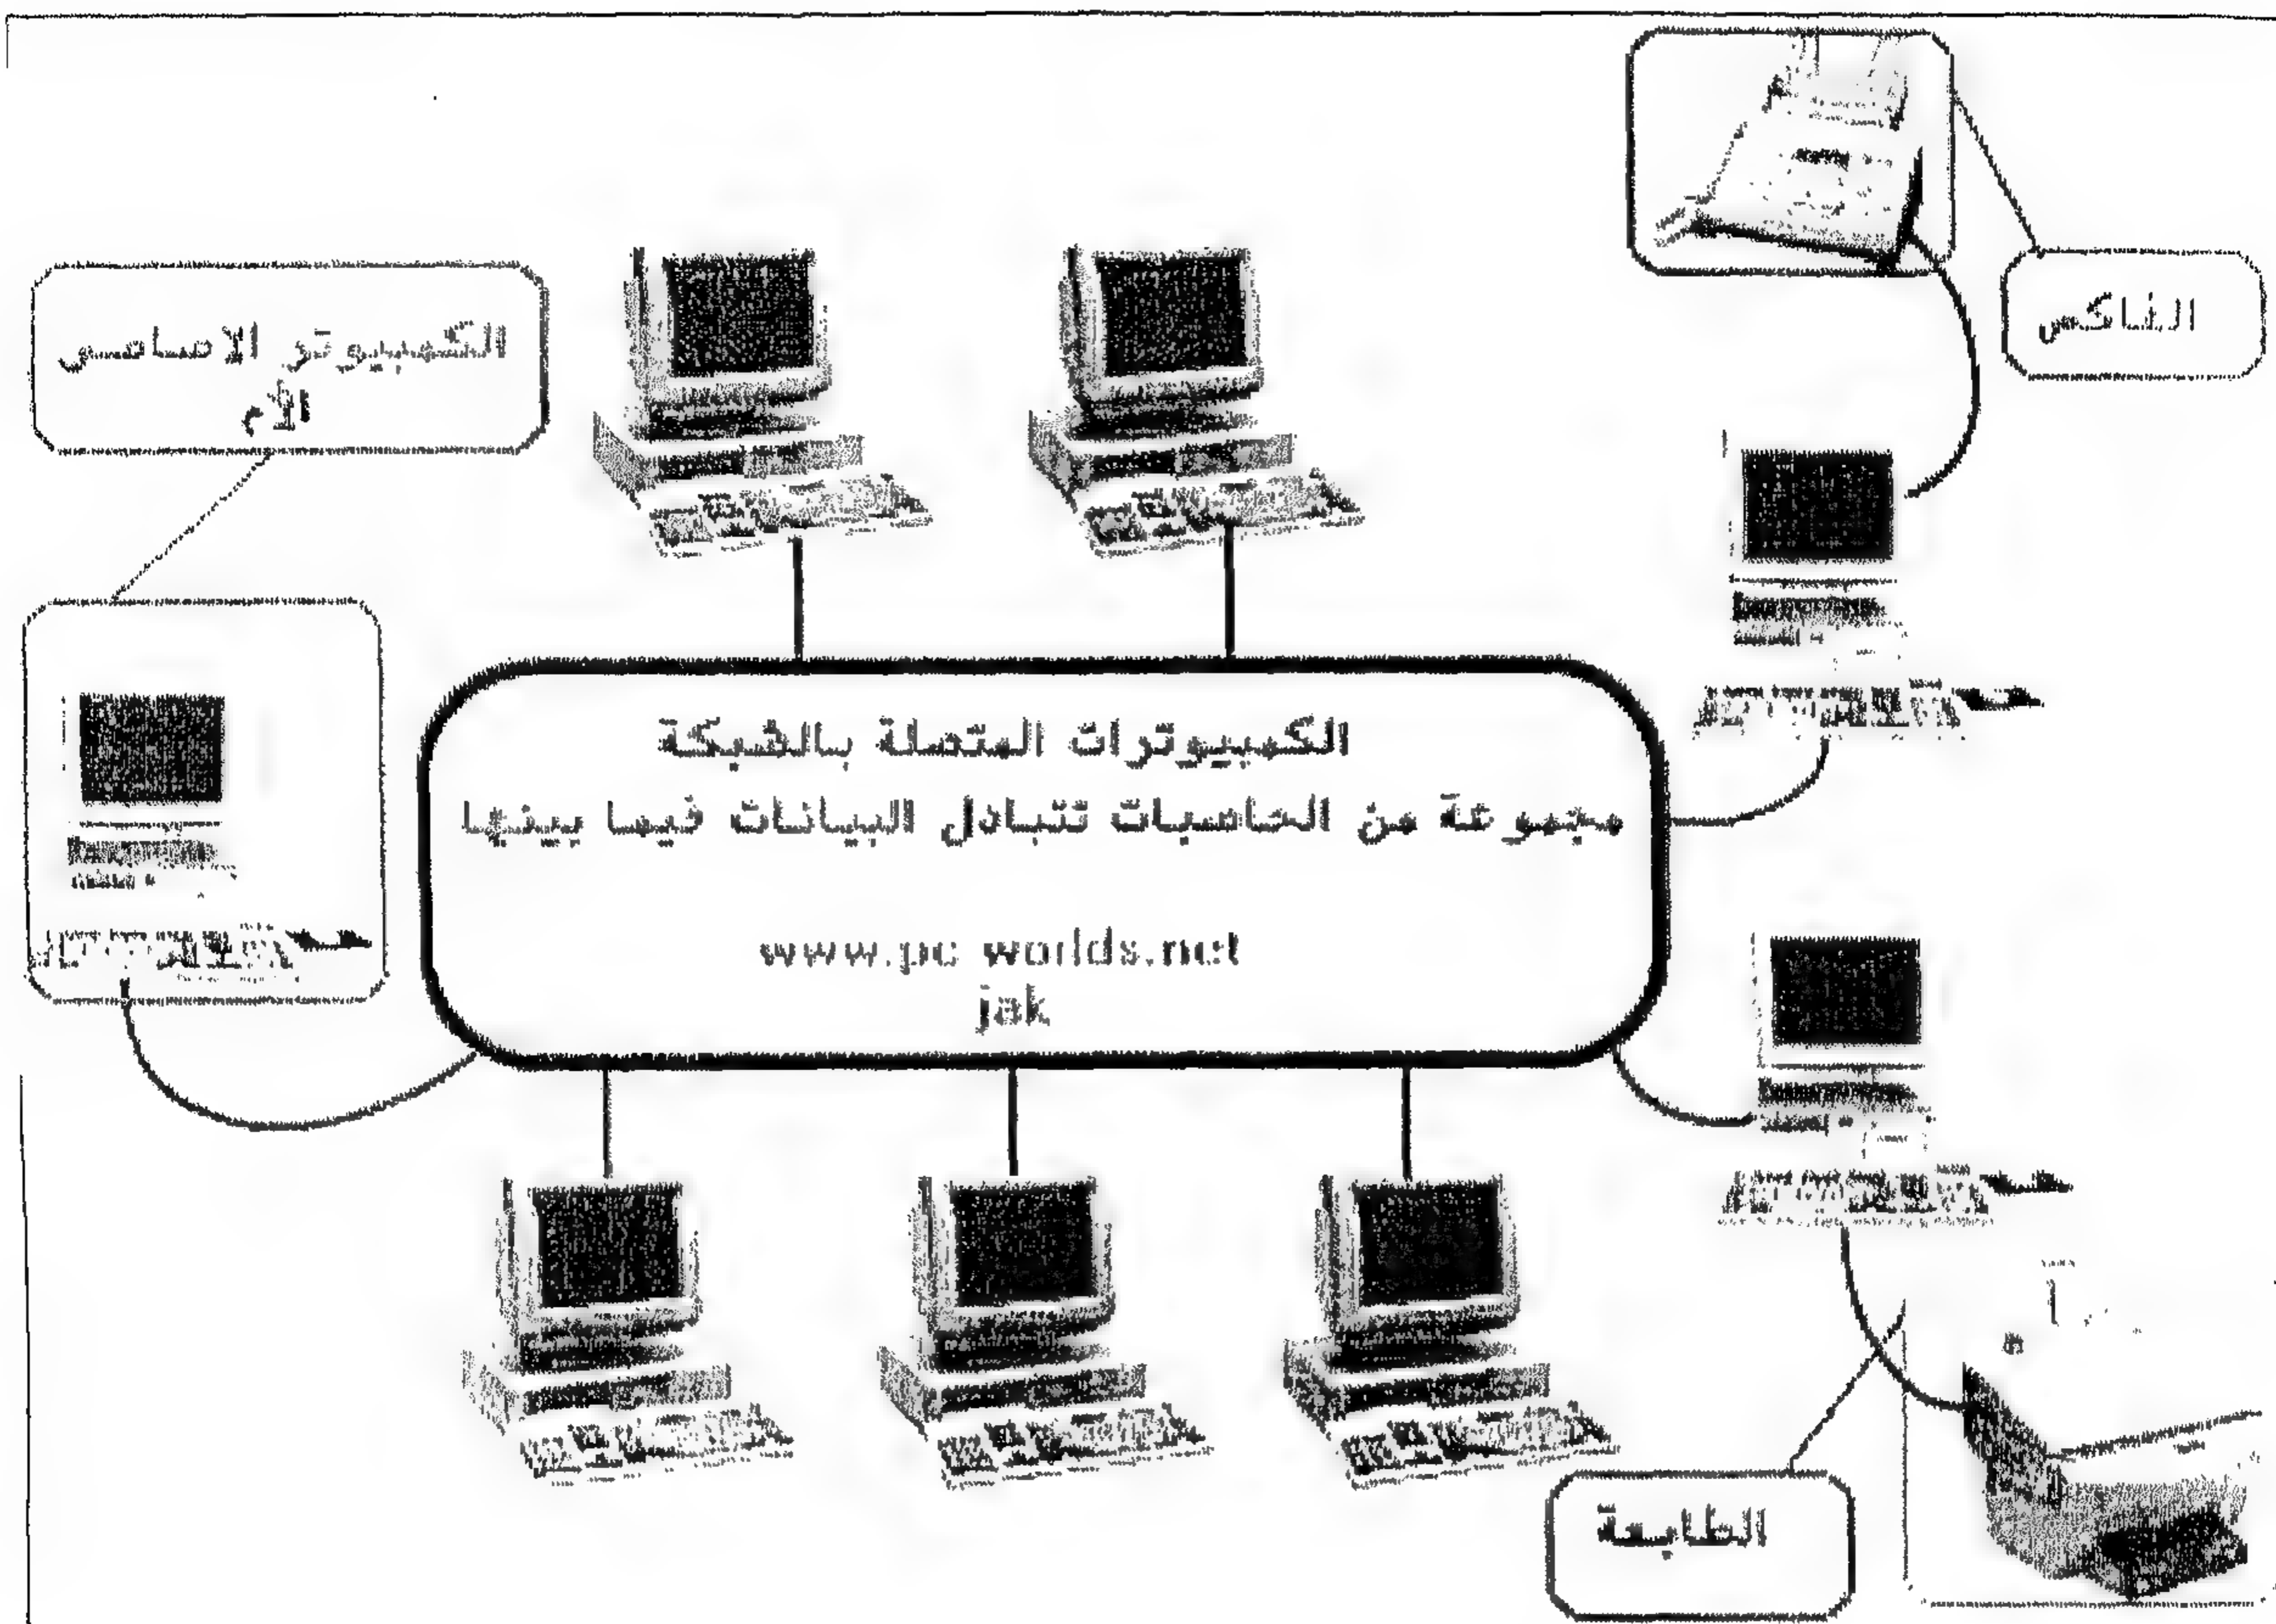 الفاكس
الكمبيوتر الاساسى
الأم
الكمبيوترات المتصلة بالشبكة
مجموعة من الحاسبات تتبادل البيانات فيما بينها
www.pc worlds.net
jak
الطابعة